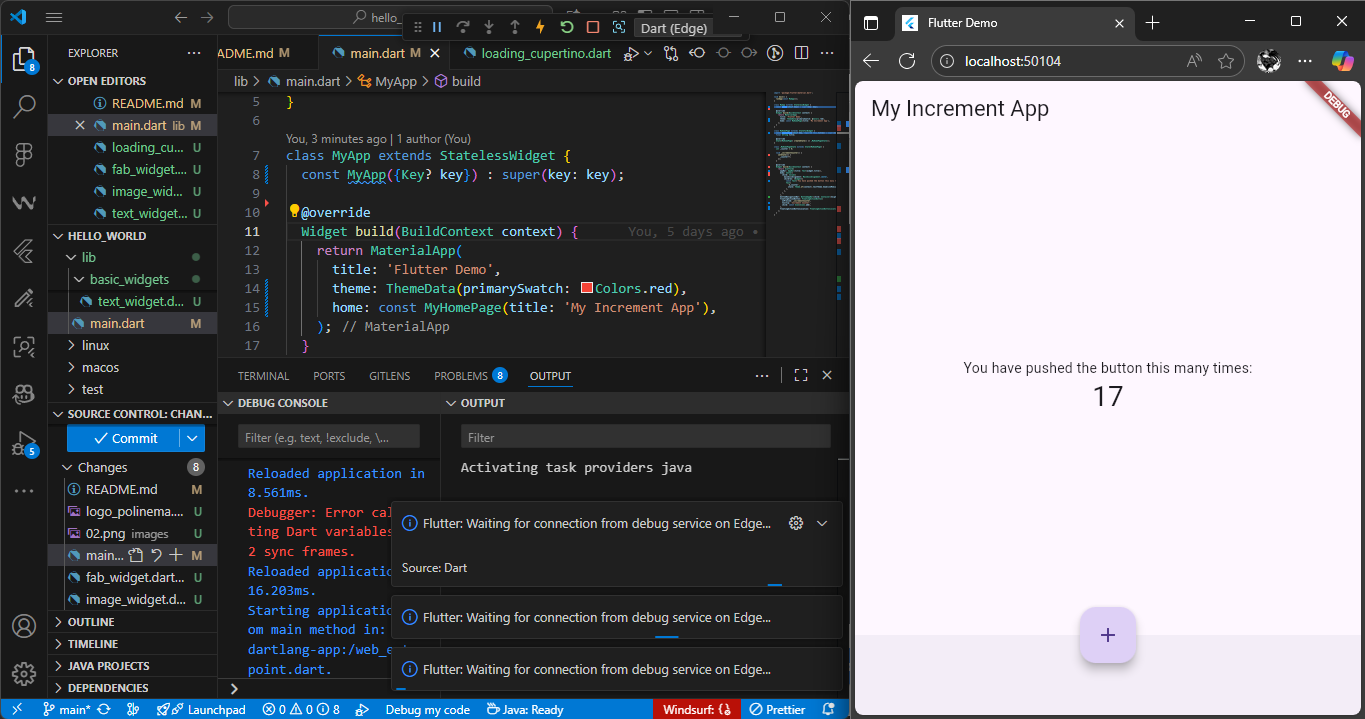 hello_
Dart (Edge)
EXPLORER
OPEN EDITORS
README.md M
main.dart lib M
loading_cu... U
fab_widget... U
image_wid... U
text_widget... U
HELLO_WORLD
lib
basic_widgets
text_widget.d... U
main.dart M
linux
macos
test
SOURCE CONTROL: CHAN...
Commit
Changes 8
README.md M
logo_polinema.... U
02.png images U
main... M
fab_widget.dart... U
image_widget.d... U
OUTLINE
TIMELINE
JAVA PROJECTS
DEPENDENCIES
8
5
ADME.md M
main.dart M
loading_cupertino.dart
lib > main.dart > MyApp > build
5 }
6
You, 3 minutes ago | 1 author (You)
7 class MyApp extends StatelessWidget {
8 const MyApp({Key? key}) : super(key: key);
9
10 @override
11 Widget build(BuildContext context) { You, 5 days ago •
12 return MaterialApp(
13 title: 'Flutter Demo',
14 theme: ThemeData(primarySwatch: Colors.red),
15 home: const MyHomePage(title: 'My Increment App'),
16 ); // MaterialApp
17 }
TERMINAL PORTS GITLENS PROBLEMS 8 OUTPUT
DEBUG CONSOLE
Filter (e.g. text, !exclude, \...
Reloaded application in
8.561ms.
Debugger: Error cal
ting Dart variables
2 sync frames.
Reloaded applicatio
16.203ms.
Starting applicatio
om main method in:
dartlang-app:/web_e
point.dart.
OUTPUT
Filter
Activating task providers java
Flutter: Waiting for connection from debug service on Edge...
Source: Dart
Flutter: Waiting for connection from debug service on Edge...
Flutter: Waiting for connection from debug service on Edge...
main* Launchpad 0 0 8 Debug my code Java: Ready Windsurf: {} Prettier
Flutter Demo
localhost:50104
DEBUG
My Increment App
You have pushed the button this many times:
17
+